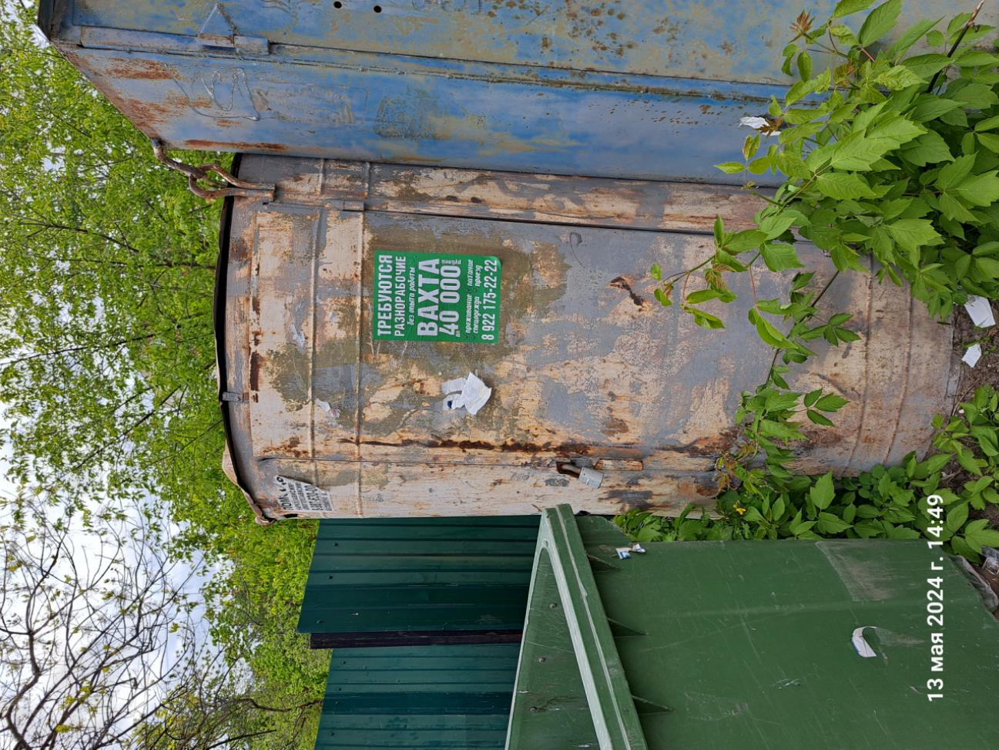 ТРЕБУЮТСЯ
РАЗНОРАБОЧИЕ
без опыта работы
ВАХТА
40 000 рублей
проживание питание
спецодежда проезд
8 922 175-22-22
13 мая 2024 г. 14:49